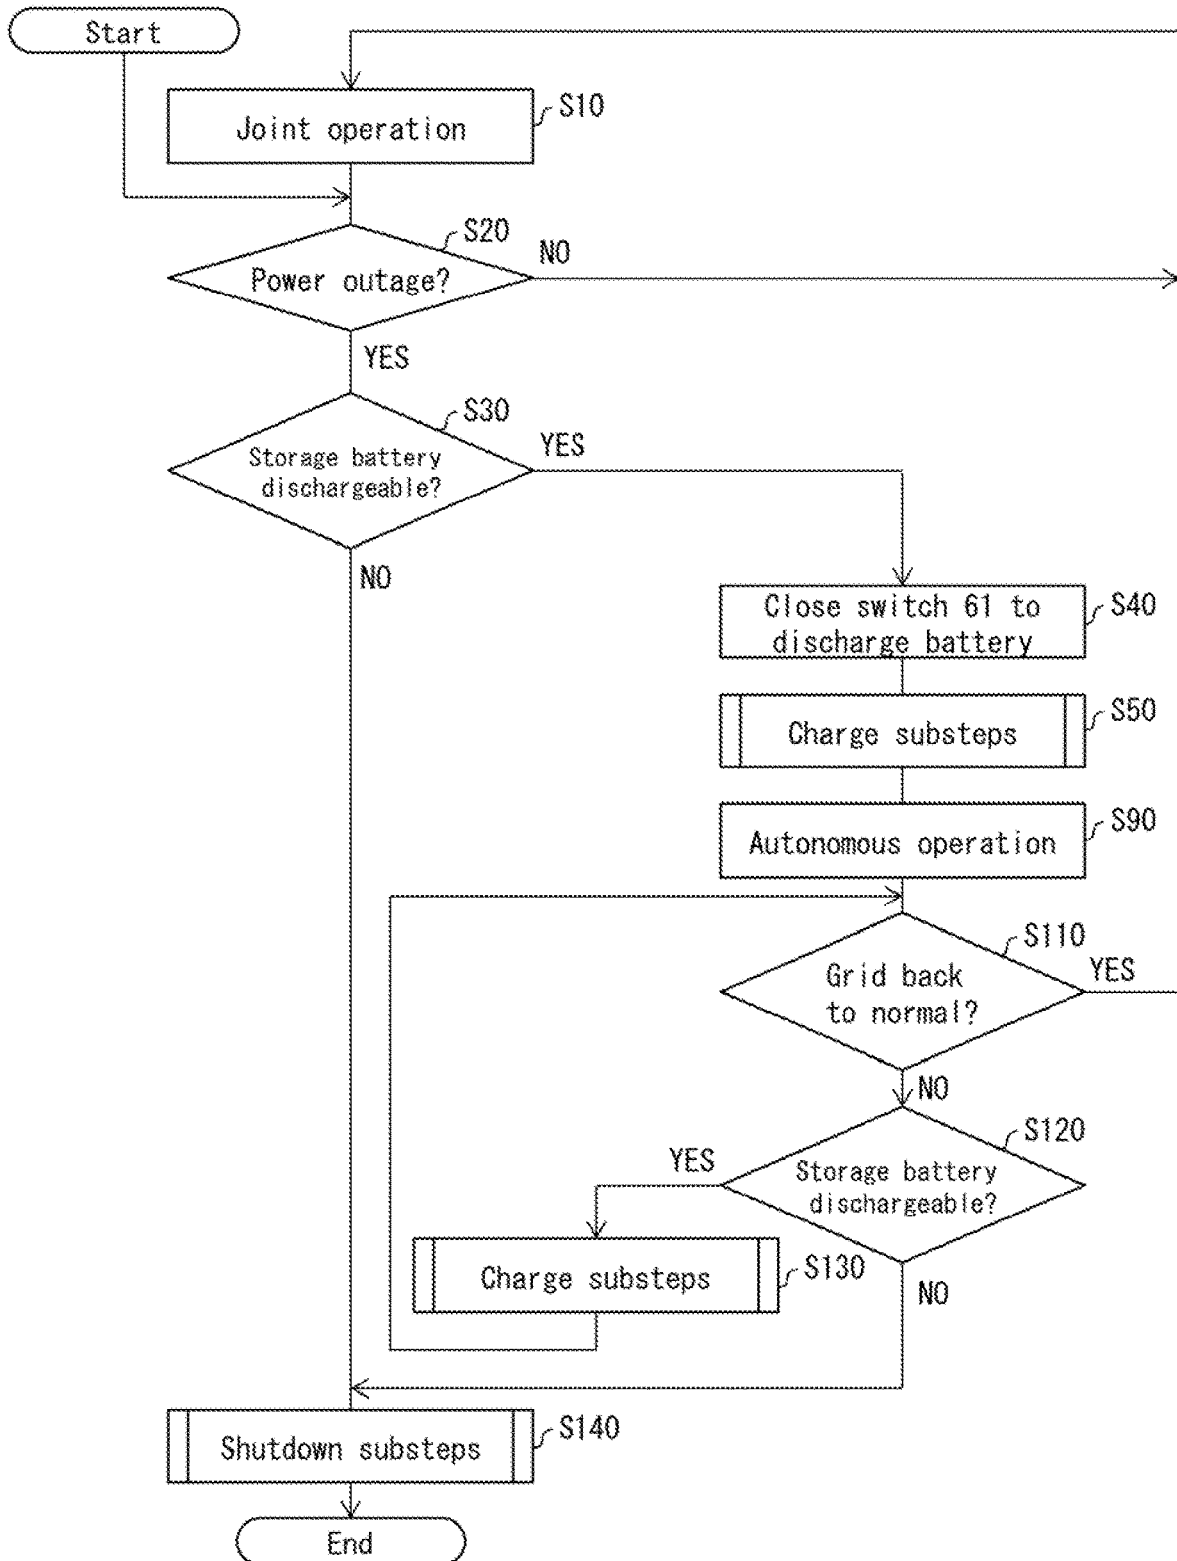 Start
Joint operation
S10
S20
Power outage?
NO
YES
S30
Storage battery
dischargeable?
YES
NO
Close switch 61 to
discharge battery
S40
Charge substeps
S50
Autonomous operation
S90
S110
Grid back
to normal?
YES
NO
S120
Storage battery
dischargeable?
YES
Charge substeps
S130
NO
Shutdown substeps
S140
End